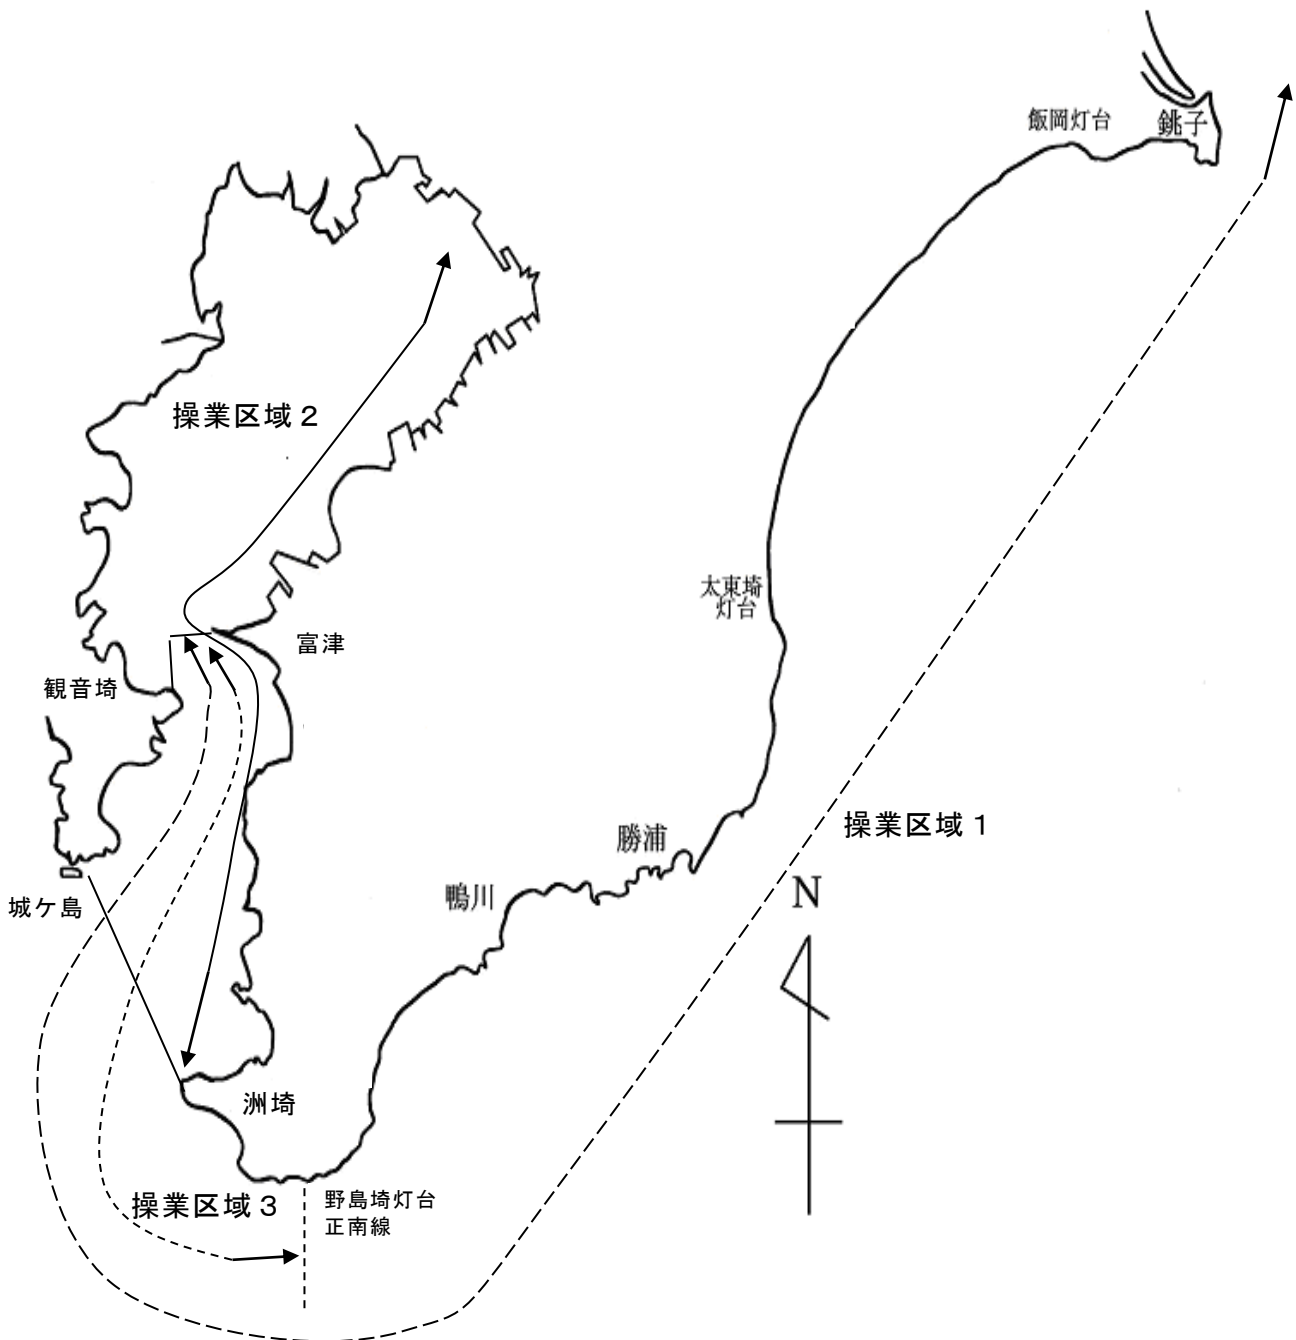 飯岡灯台
銚子
操業区域２
太東埼
灯台
富津
観音埼
操業区域１
勝浦
N
鴨川
城ケ島
洲埼
操業区域３
野島埼灯台
正南線